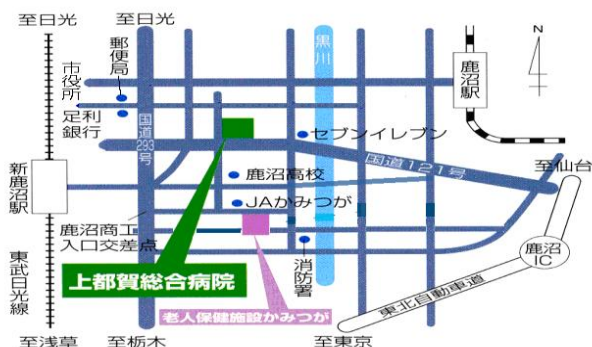 至日光
至日光
N
市役所
郵便局
黒川
鹿沼駅
足利
銀行
セブンイレブン
国道
293
号
国道121号
至仙台
新鹿沼駅
鹿沼高校
JAかみつが
鹿沼商工
入口交差点
鹿沼
IC
消防署
東武日光線
上都賀総合病院
東北自動車道
老人保健施設かみつが
至浅草
至栃木
至東京